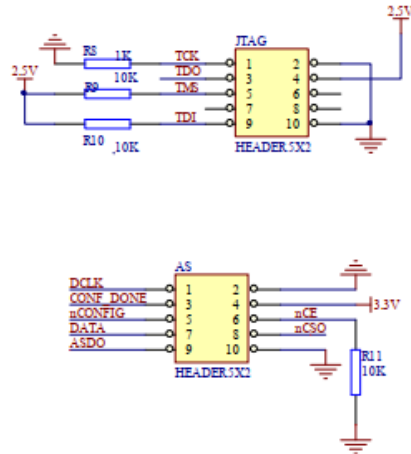 2.5V
R8 1K TCK JTAG
2.5V 10K TDO 1 2
R9 TMS 3 4
5 6
7 8
TDI 9 10
R10 10K HEADER5X2
AS
DCLK 1 2
CONF_DONE 3 4 3.3V
nCONFIG 5 6 nCE
DATA 7 8 nCSO
ASDO 9 10 R11
HEADER5X2 10K